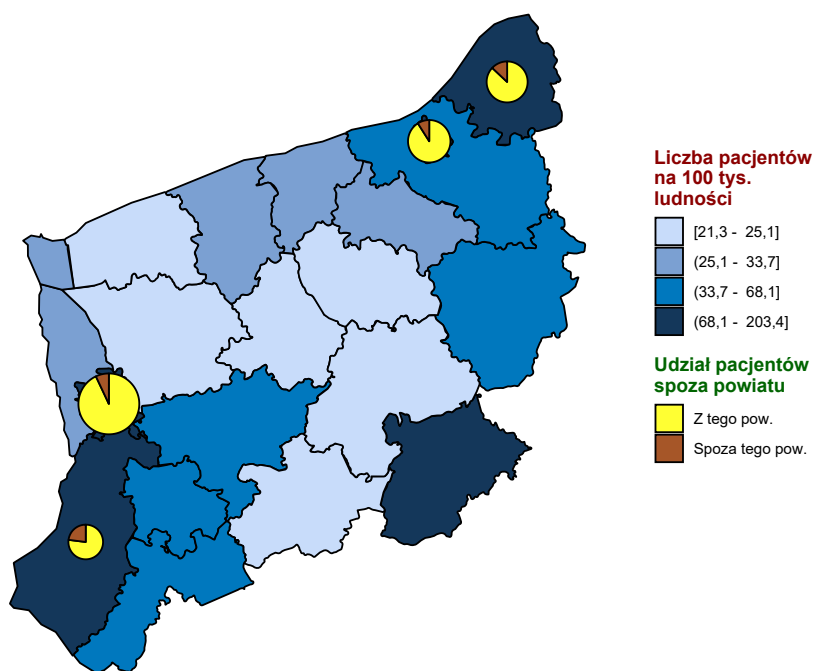 Liczba pacjentów
na 100 tys.
ludności
[21,3 - 25,1]
(25,1 - 33,7]
(33,7 - 68,1]
(68,1 - 203,4]
Udział pacjentów
spoza powiatu
Z tego pow.
Spoza tego pow.